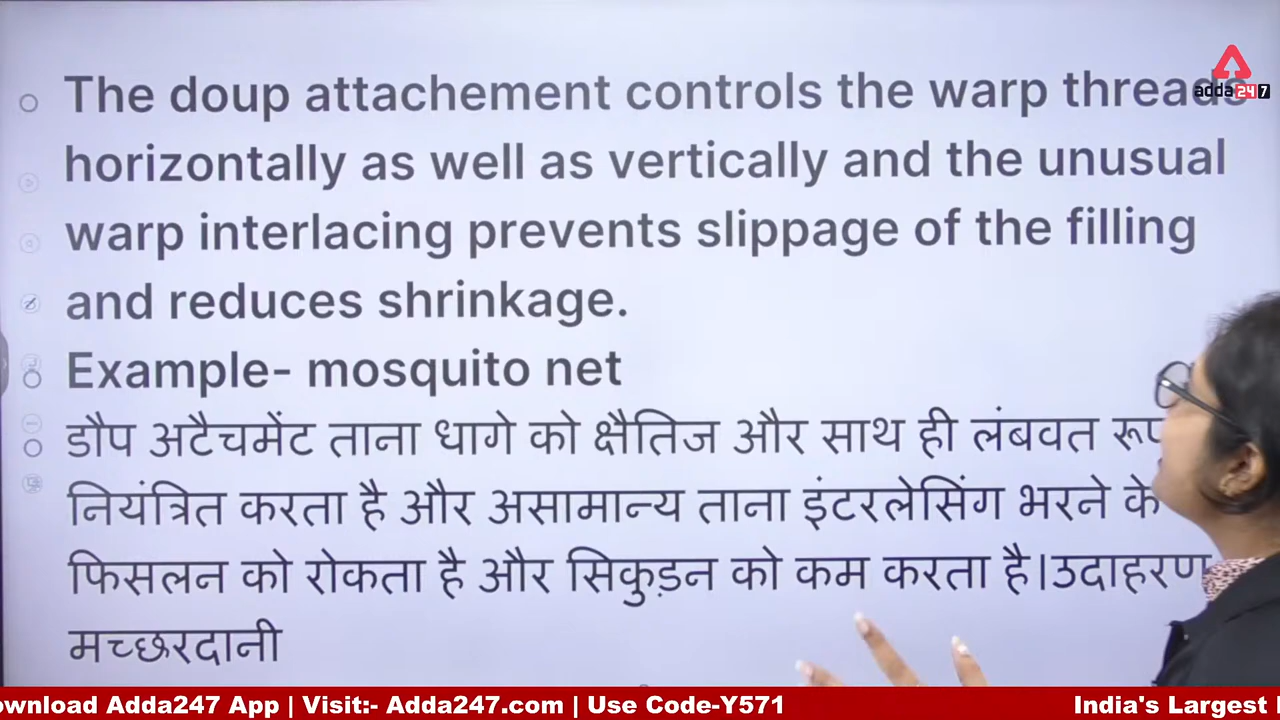 The doup attachement controls the warp threads
horizontally as well as vertically and the unusual
warp interlacing prevents slippage of the filling
and reduces shrinkage.
Example- mosquito net
डौप अटैचमेंट ताना धागे को क्षैतिज और साथ ही लंबवत
नियंत्रित करता है और असामान्य ताना इंटरलेसिंग भरने के
फिसलन को रोकता है और सिकुड़न को कम करता है।उदाहरण
मच्छरदानी
adda247
ownload Adda247 App | Visit:- Adda247.com | Use Code-Y571
India's Largest